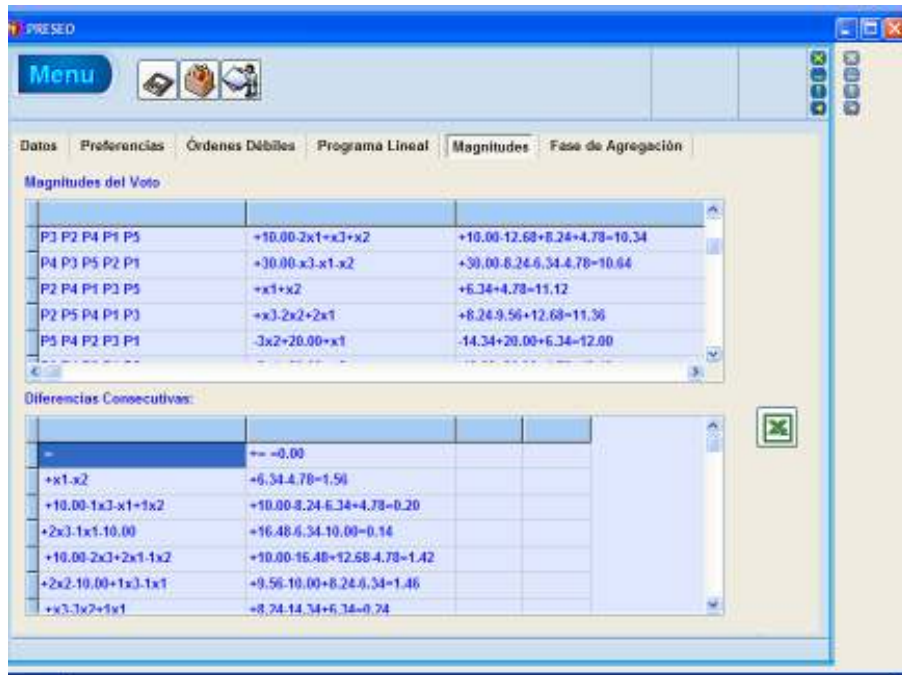 PRESEO
Menu
Datos Preferencias Órdenes Débiles Programa Lineal Magnitudes Fase de Agregación
Magnitudes del Voto
P3 P2 P4 P1 P5 +10.00-2x1+x3+x2 +10.00-12.68+8.24+4.78=10.34
P4 P3 P5 P2 P1 +30.00-x3-x1-x2 +30.00-8.24-6.34-4.78=10.64
P2 P4 P1 P3 P5 +x1+x2 +6.34+4.78=11.12
P2 P5 P4 P1 P3 +x3-2x2+2x1 +8.24-9.56+12.68=11.36
P5 P4 P2 P3 P1 -3x2+20.00+x1 -14.34+20.00+6.34=12.00
Diferencias Consecutivas:
= += =0.00
+x1-x2 +6.34-4.78=1.56
+10.00-1x3-x1+1x2 +10.00-8.24-6.34+4.78=0.20
+2x3-1x1-10.00 +16.48-6.34-10.00=0.14
+10.00-2x3+2x1-1x2 +10.00-16.48+12.68-4.78=1.42
+2x2-10.00+1x3-1x1 +9.56-10.00+8.24-6.34=1.46
+x3-3x2+1x1 +8.24-14.34+6.34=0.24